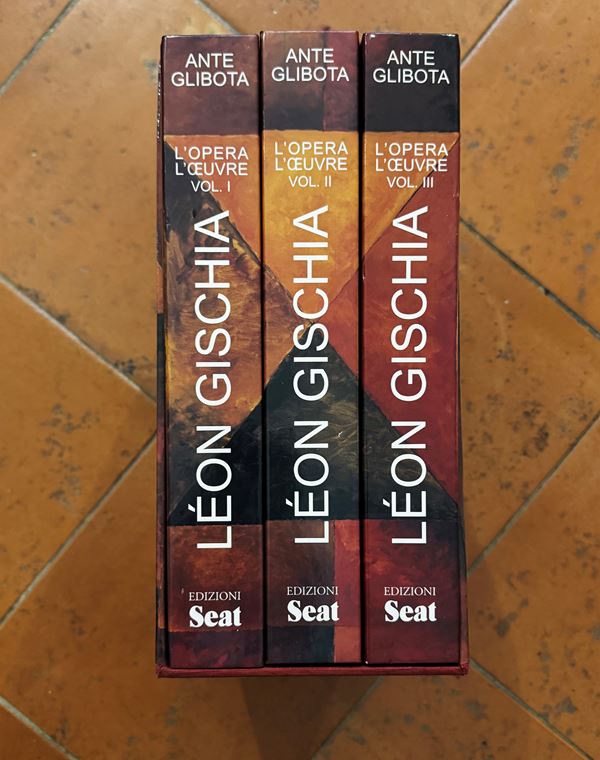 ANTE
GLIBOTA
L'OPERA
L'ŒUVRE
VOL. I
LÉON GISCHIA
EDIZIONI
Seat
ANTE
GLIBOTA
L'OPERA
L'ŒUVRE
VOL. II
LÉON GISCHIA
EDIZIONI
Seat
ANTE
GLIBOTA
L'OPERA
L'ŒUVRE
VOL. III
LÉON GISCHIA
EDIZIONI
Seat